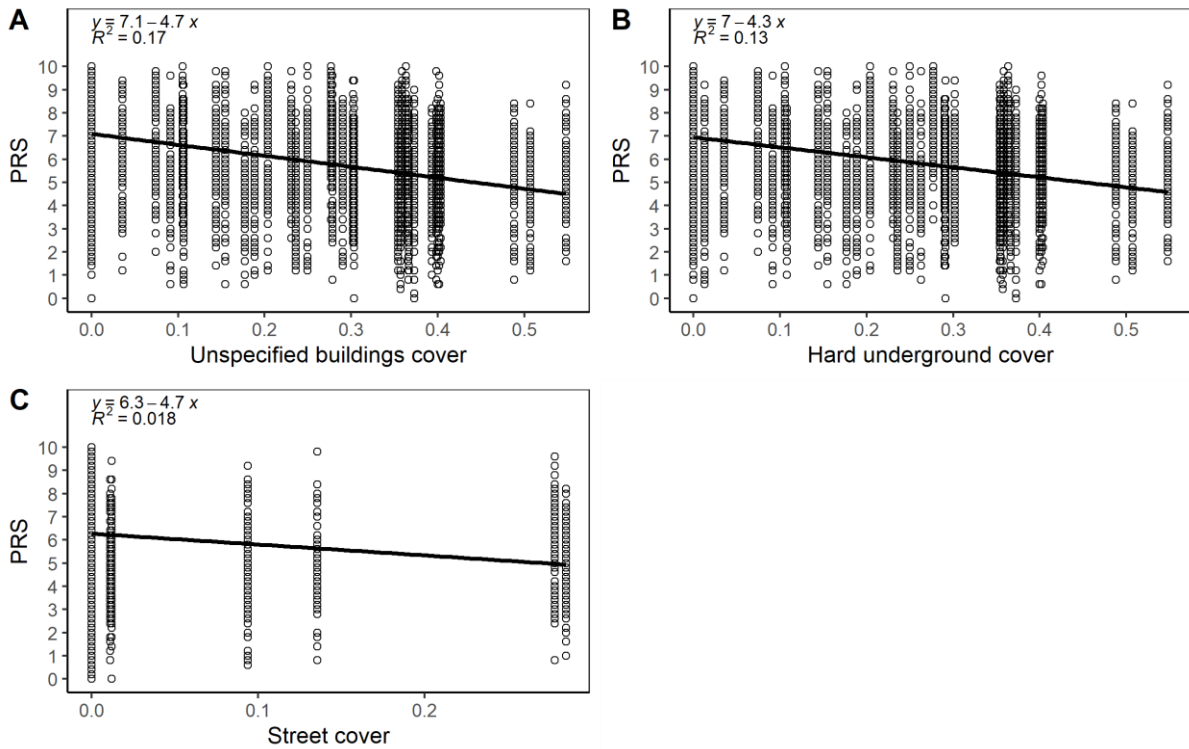 A
y = 7.1 − 4.7 x
R² = 0.17
PRS
10
9
8
7
6
5
4
3
2
1
0
0.0 0.1 0.2 0.3 0.4 0.5
Unspecified buildings cover
B
y = 7 − 4.3 x
R² = 0.13
PRS
10
9
8
7
6
5
4
3
2
1
0
0.0 0.1 0.2 0.3 0.4 0.5
Hard underground cover
C
y = 6.3 − 4.7 x
R² = 0.018
PRS
10
9
8
7
6
5
4
3
2
1
0
0.0 0.1 0.2
Street cover